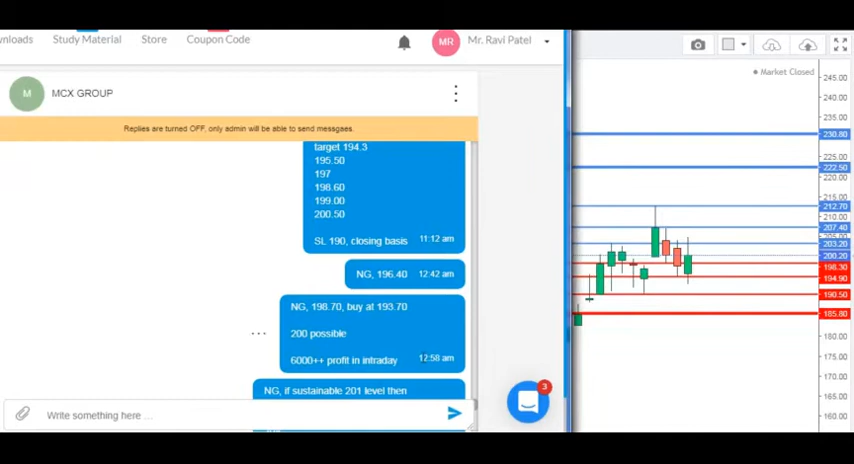 wnloads Study Material Store Coupon Code
MR Mr. Ravi Patel
M MCX GROUP
Replies are turned OFF, only admin will be able to send messgaes.
target 194.3
195.50
197
198.60
199.00
200.50
SL 190, closing basis 11:12 am
NG, 196.40 12:42 am
NG, 198.70, buy at 193.70
200 possible
6000++ profit in intraday 12:58 am
NG, if sustainable 201 level then
Write something here ...
3
Market Closed
245.00
240.00
235.00
230.80
225.00
222.50
220.00
215.00
212.70
210.00
207.40
205.00
203.20
200.20
198.30
194.90
190.50
185.80
180.00
175.00
170.00
165.00
160.00